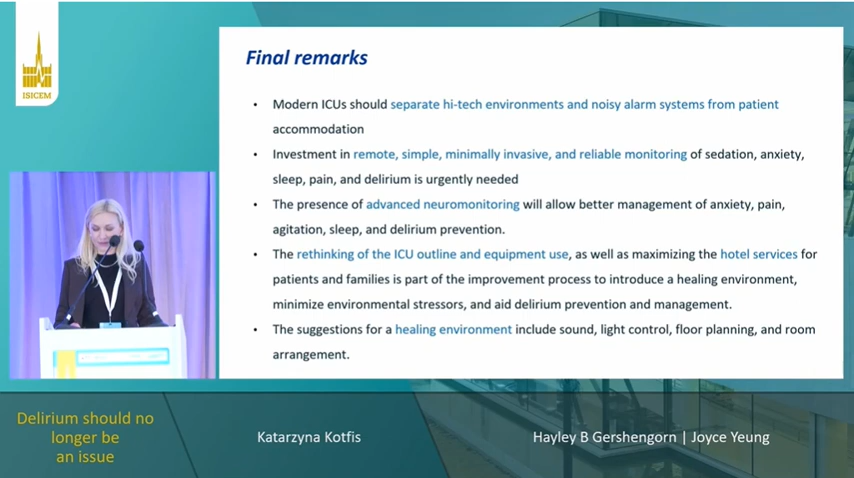 ISICEM
Final remarks
• Modern ICUs should separate hi-tech environments and noisy alarm systems from patient
accommodation
• Investment in remote, simple, minimally invasive, and reliable monitoring of sedation, anxiety,
sleep, pain, and delirium is urgently needed
• The presence of advanced neuromonitoring will allow better management of anxiety, pain,
agitation, sleep, and delirium prevention.
• The rethinking of the ICU outline and equipment use, as well as maximizing the hotel services for
patients and families is part of the improvement process to introduce a healing environment,
minimize environmental stressors, and aid delirium prevention and management.
• The suggestions for a healing environment include sound, light control, floor planning, and room
arrangement.
Delirium should no
longer be
an issue
Katarzyna Kotfis
Hayley B Gershengorn | Joyce Yeung